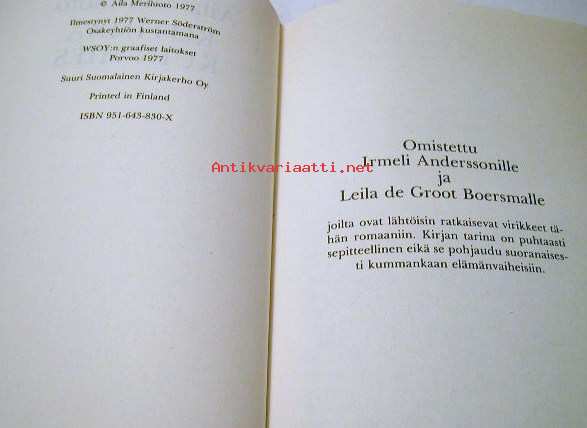 © Aila Meriluoto 1977
Ilmestynyt 1977 Werner Söderström
Osakeyhtiön kustantamana
WSOY:n graafiset laitokset
Porvoo 1977
Suuri Suomalainen Kirjakerho Oy
Printed in Finland
ISBN 951-643-830-X
Omistettu
Irmeli Anderssonille
ja
Leila de Groot Boersmalle
joilta ovat lähtöisin ratkaisevat virikkeet tä-
hän romaaniin. Kirjan tarina on puhtaasti
sepitteellinen eikä se pohjaudu suoranaises-
ti kummankaan elämänvaiheisiin.
Antikvariaatti.net